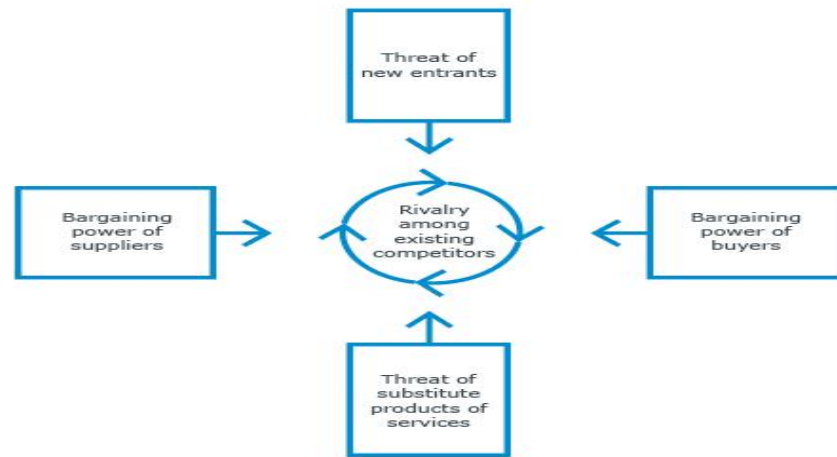 Threat of
new entrants
Bargaining
power of
suppliers
Rivalry
among
existing
competitors
Bargaining
power of
buyers
Threat of
substitute
products of
services